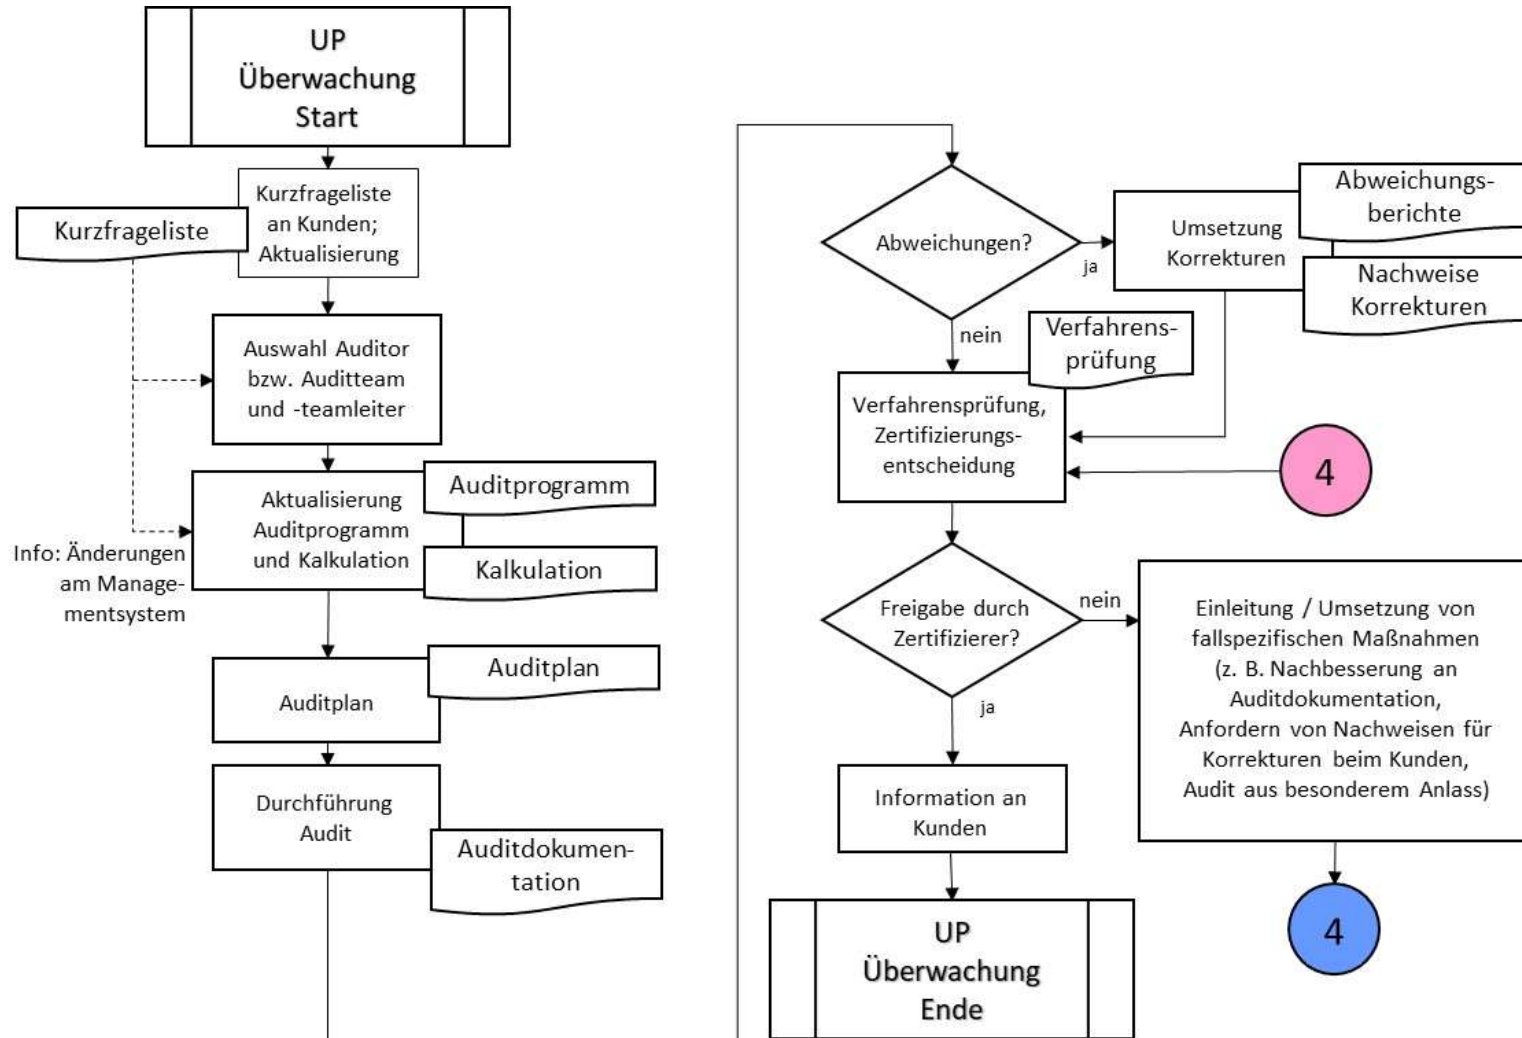 UP
Überwachung
Start
Kurzfrageliste
an Kunden;
Aktualisierung
Kurzfrageliste
Auswahl Auditor
bzw. Auditteam
und -teamleiter
Aktualisierung
Auditprogramm
und Kalkulation
Auditprogramm
Kalkulation
Info: Änderungen
am Manage-
mentsystem
Auditplan
Auditplan
Durchführung
Audit
Auditdokumen-
tation
Abweichungen?
ja
nein
Umsetzung
Korrekturen
Abweichungs-
berichte
Nachweise
Korrekturen
Verfahrens-
prüfung
Verfahrensprüfung,
Zertifizierungs-
entscheidung
4
Freigabe durch
Zertifizierer?
nein
ja
Einleitung / Umsetzung von
fallspezifischen Maßnahmen
(z. B. Nachbesserung an
Auditdokumentation,
Anfordern von Nachweisen für
Korrekturen beim Kunden,
Audit aus besonderem Anlass)
Information an
Kunden
4
UP
Überwachung
Ende